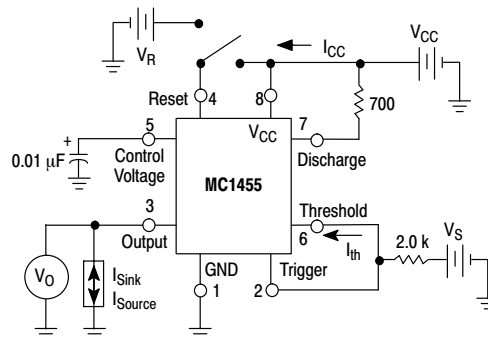 V_R
I_CC
V_CC
Reset
4
8
700
+
0.01 μF
5
Control
Voltage
V_CC
7
Discharge
MC1455
3
Output
Threshold
6
I_th
V_S
2.0 k
V_O
I_Sink
I_Source
GND
1
Trigger
2